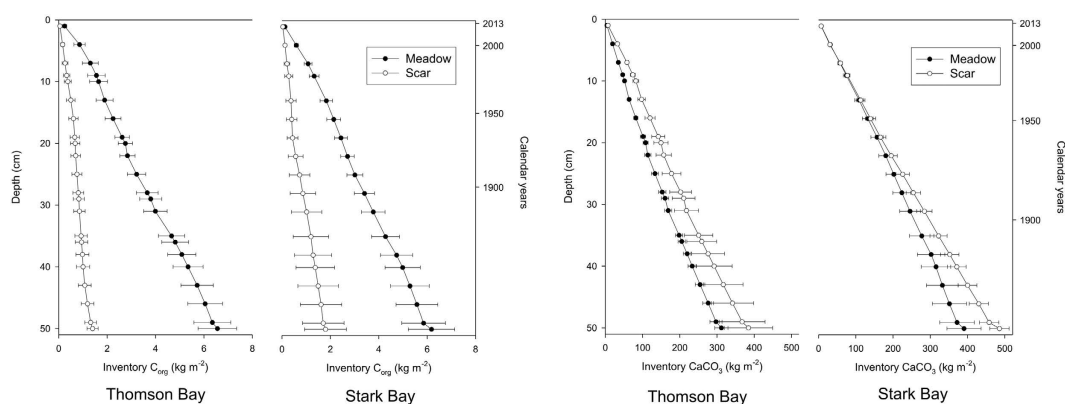 0
10
20
30
40
50
Depth (cm)
0 2 4 6 8
Inventory C_org (kg m⁻²)
Thomson Bay
Meadow
Scar
2013
2000
1950
1900
Calendar years
0 2 4 6 8
Inventory C_org (kg m⁻²)
Stark Bay
0
10
20
30
40
50
Depth (cm)
0 100 200 300 400 500
Inventory CaCO₃ (kg m⁻²)
Thomson Bay
Meadow
Scar
2013
2000
1950
1900
Calendar years
0 100 200 300 400 500
Inventory CaCO₃ (kg m⁻²)
Stark Bay